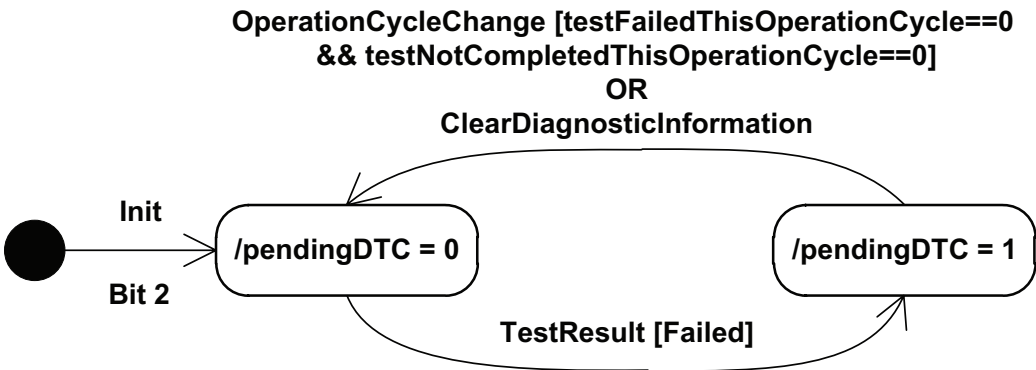 OperationCycleChange [testFailedThisOperationCycle==0
&& testNotCompletedThisOperationCycle==0]
OR
ClearDiagnosticInformation
Init
/pendingDTC = 0
/pendingDTC = 1
Bit 2
TestResult [Failed]